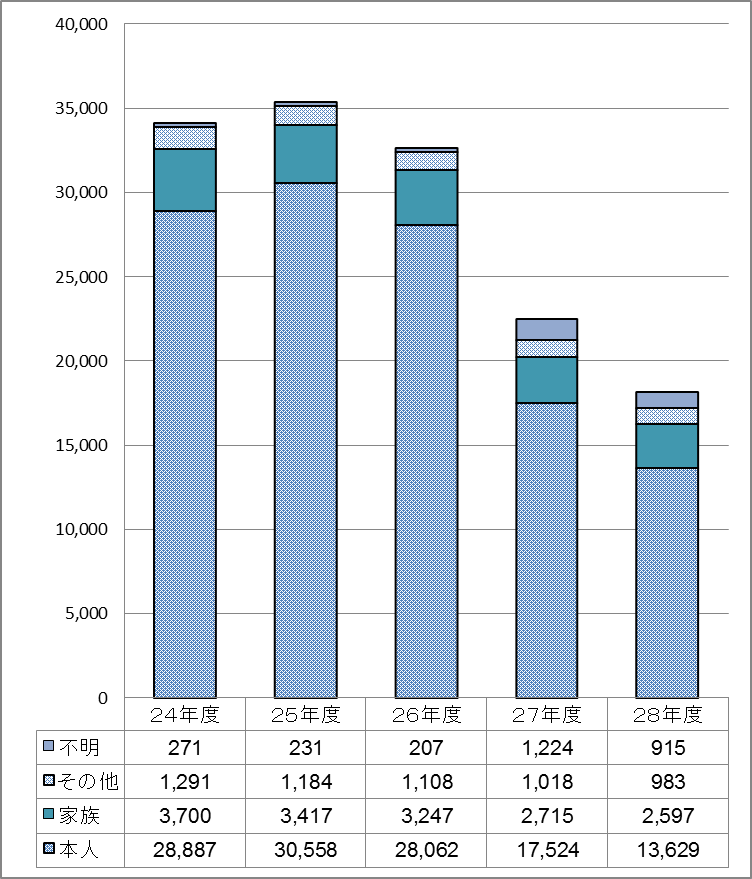 40,000
35,000
30,000
25,000
20,000
15,000
10,000
5,000
0
24年度 25年度 26年度 27年度 28年度
不明 271 231 207 1,224 915
その他 1,291 1,184 1,108 1,018 983
家族 3,700 3,417 3,247 2,715 2,597
本人 28,887 30,558 28,062 17,524 13,629